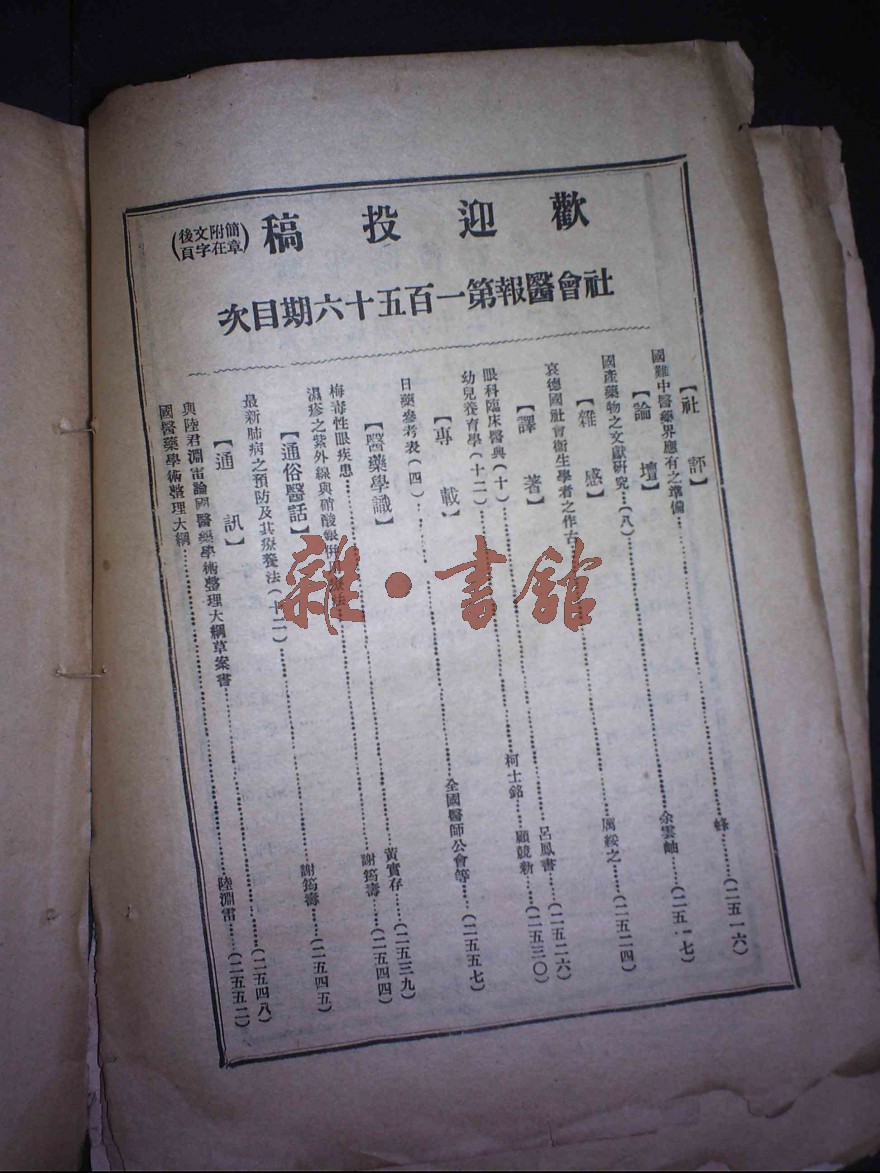 歡迎投稿(簡章附在文字後頁)
社會醫報第一百五十六期目次
【社評】
國難中醫藥界應有之準備……蜂……(二五一六)
【論壇】
國產藥物之文獻研究(八)……余雲岫……(二五一七)
【雜感】
哀德國社會衛生學者之作古……厲綏之……(二五二四)
【譯著】
眼科臨床醫典(十)……呂鳳書……(二五二六)
幼兒養育學(十二)……柯士銘……顧競新……(二五三〇)
【專載】
日藥參考表(四)……全國醫師公會等……(二五五七)
【醫藥學識】
梅毒性眼疾患……黃實存……(二五三九)
濕疹之紫外線與硝酸銀併用療法……謝筠壽……(二五四四)
【通俗醫話】
最新肺病之預防及其療養法(十二)……謝筠壽……(二五四五)
【通訊】
與陸君淵雷論國醫藥學術整理大綱草案書……(二五四八)
國醫藥學術整理大綱……陸淵雷……(二五五二)
雜·書館